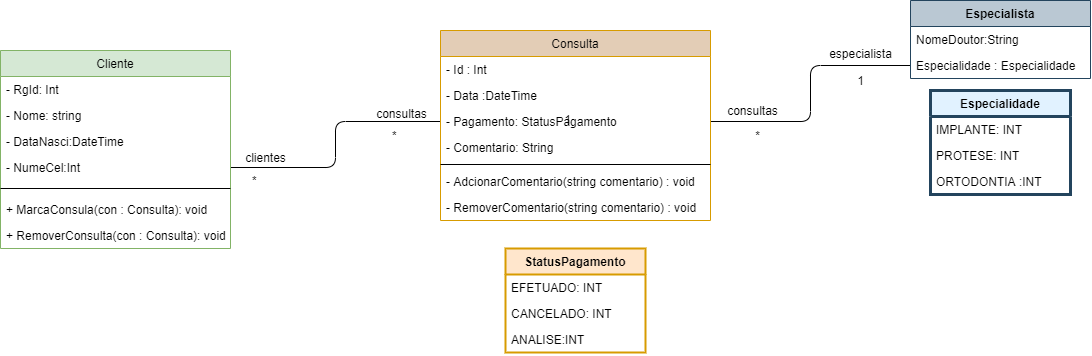 Cliente
- RgId: Int
- Nome: string
- DataNasci:DateTime
- NumeCel:Int
+ MarcaConsula(con : Consulta): void
+ RemoverConsulta(con : Consulta): void
clientes
*
consultas
*
Consulta
- Id : Int
- Data :DateTime
- Pagamento: StatusPagamento
- Comentario: String
- AdcionarComentario(string comentario) : void
- RemoverComentario(string comentario) : void
consultas
*
especialista
1
Especialista
NomeDoutor:String
Especialidade : Especialidade
Especialidade
IMPLANTE: INT
PROTESE: INT
ORTODONTIA :INT
StatusPagamento
EFETUADO: INT
CANCELADO: INT
ANALISE:INT